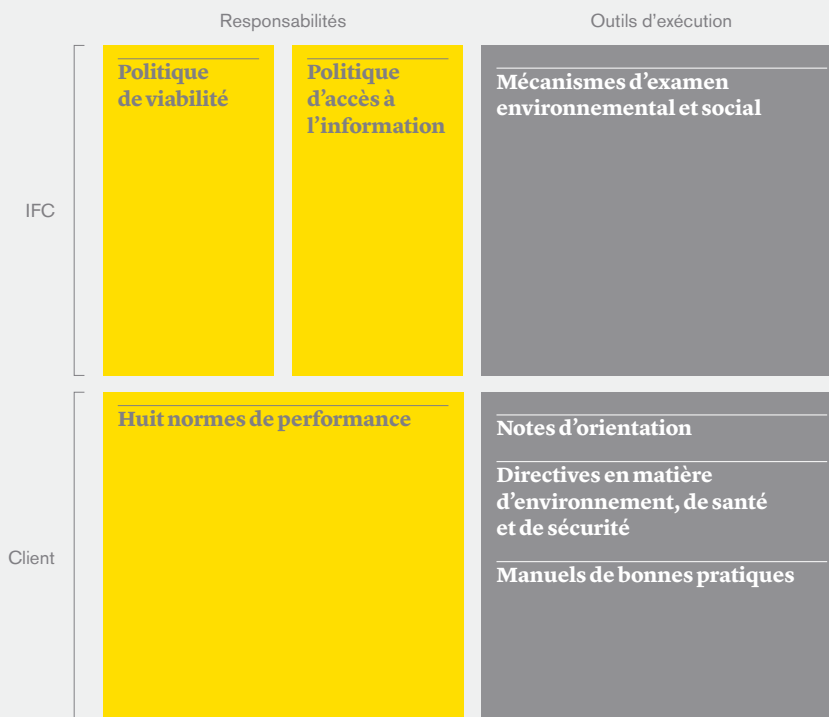 Responsabilités
Outils d'exécution
IFC
Politique
de viabilité
Politique
d'accès à
l'information
Mécanismes d'examen
environnemental et social
Client
Huit normes de performance
Notes d'orientation
Directives en matière
d'environnement, de santé
et de sécurité
Manuels de bonnes pratiques